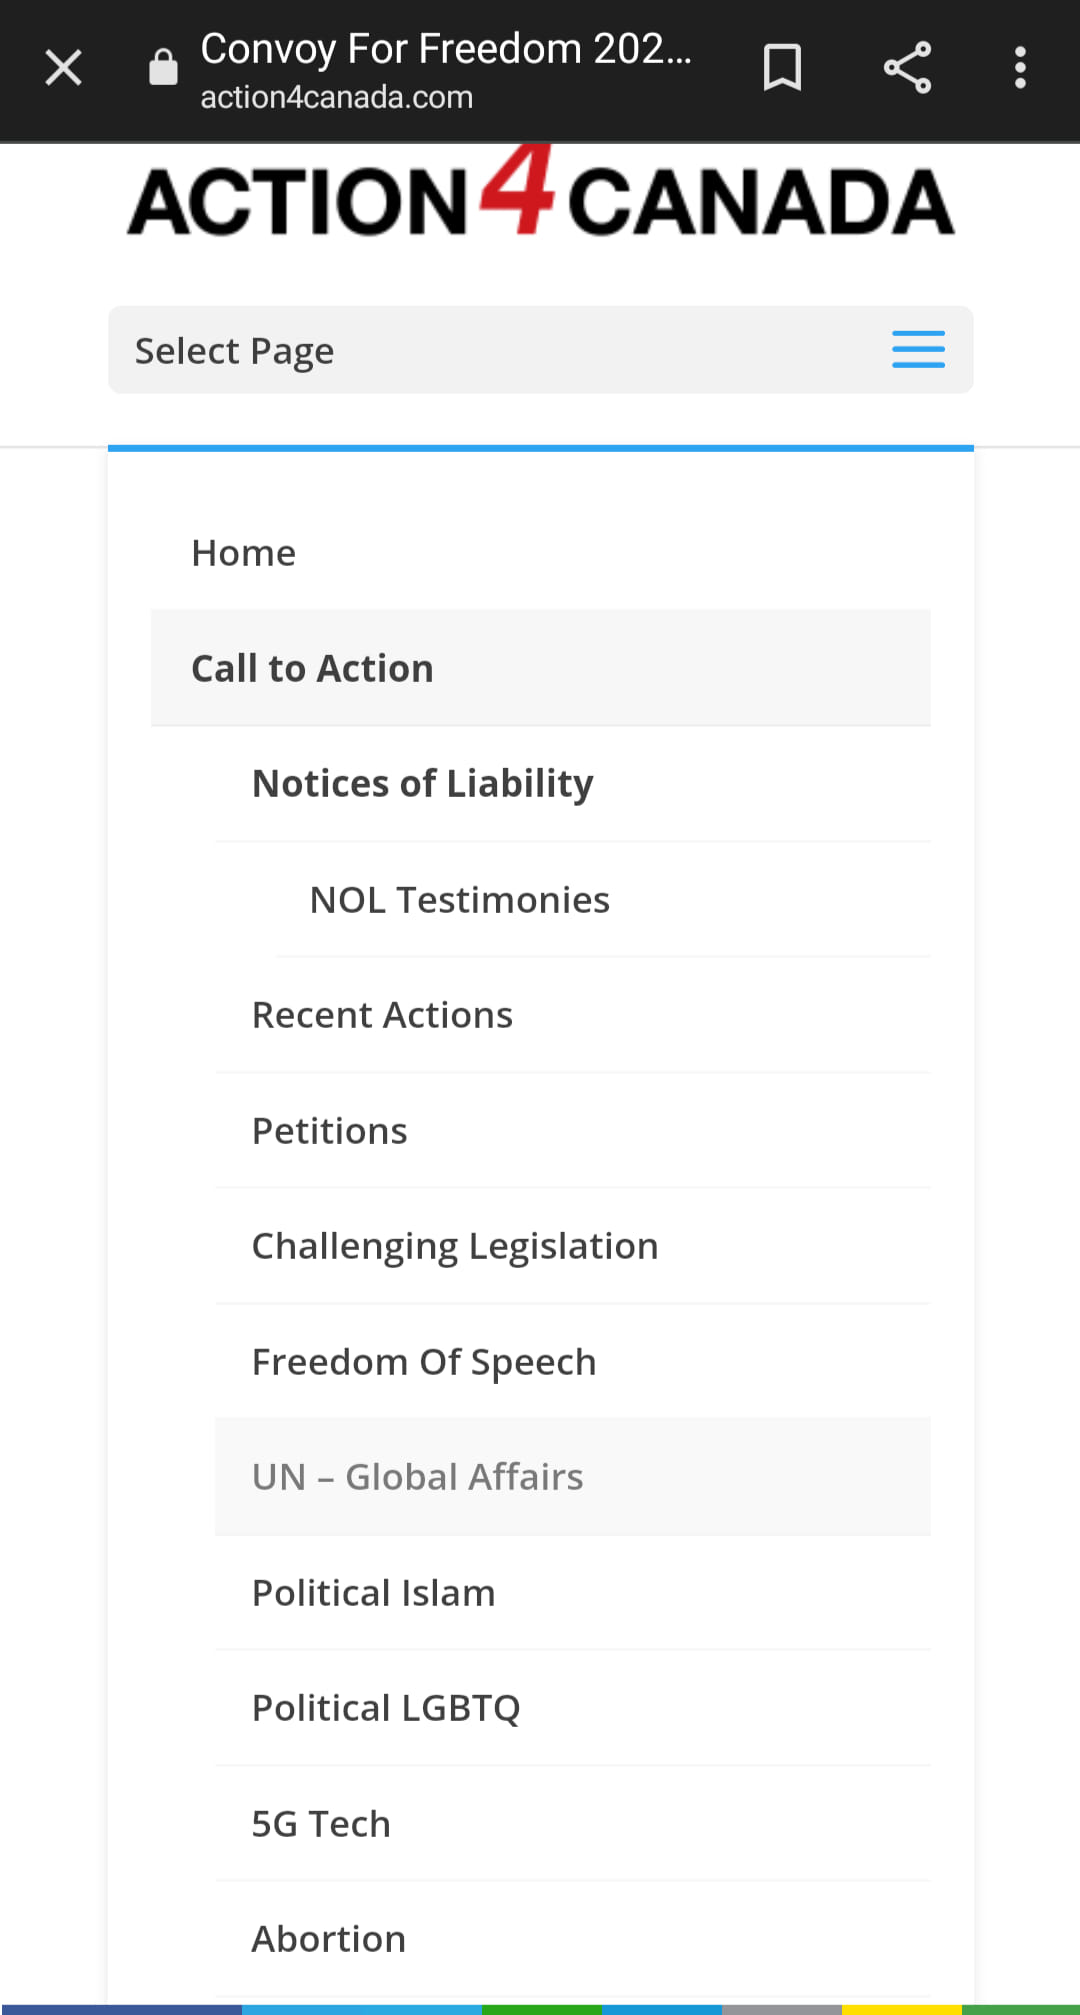 Convoy For Freedom 202...
action4canada.com
ACTION4CANADA
Select Page
Home
Call to Action
Notices of Liability
NOL Testimonies
Recent Actions
Petitions
Challenging Legislation
Freedom Of Speech
UN – Global Affairs
Political Islam
Political LGBTQ
5G Tech
Abortion